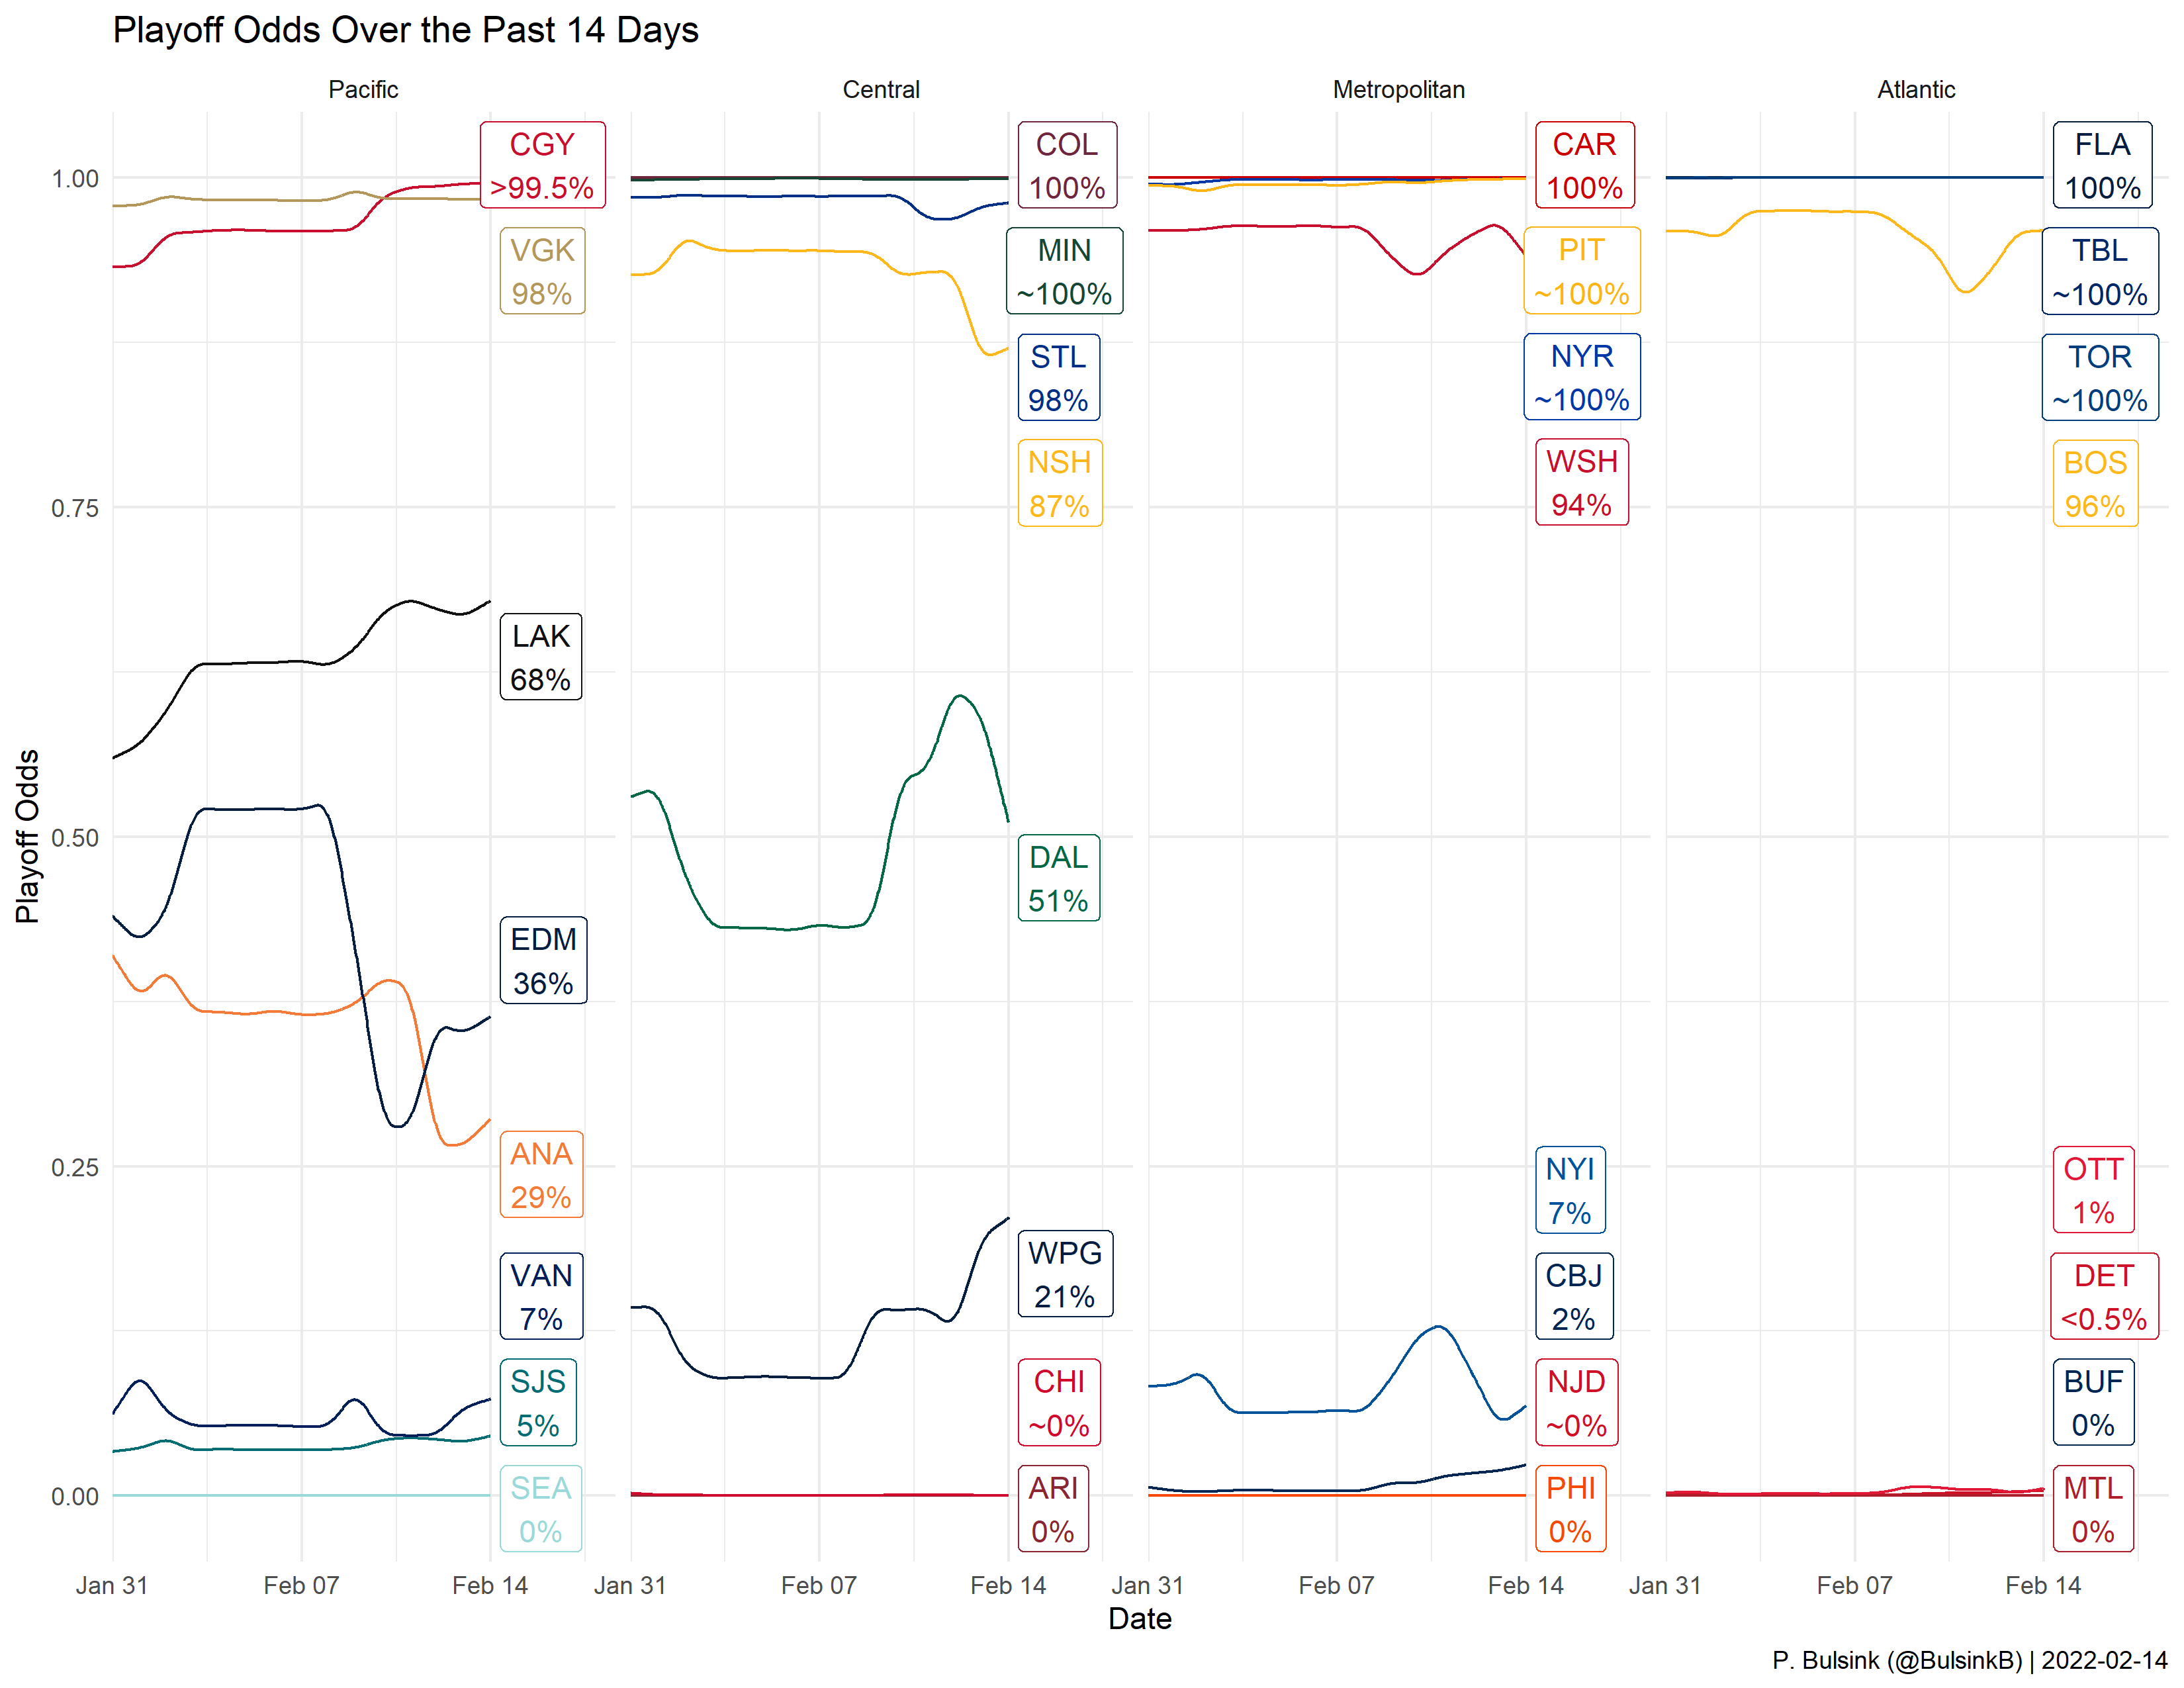 Playoff Odds Over the Past 14 Days
Pacific
Central
Metropolitan
Atlantic
Playoff Odds
1.00
0.75
0.50
0.25
0.00
CGY
>99.5%
VGK
98%
LAK
68%
EDM
36%
ANA
29%
VAN
7%
SJS
5%
SEA
0%
COL
100%
MIN
~100%
STL
98%
NSH
87%
DAL
51%
WPG
21%
CHI
~0%
ARI
0%
CAR
100%
PIT
~100%
NYR
~100%
WSH
94%
NYI
7%
CBJ
2%
NJD
~0%
PHI
0%
FLA
100%
TBL
~100%
TOR
~100%
BOS
96%
OTT
1%
DET
<0.5%
BUF
0%
MTL
0%
Jan 31 Feb 07 Feb 14 Jan 31 Feb 07 Feb 14 Jan 31 Feb 07 Feb 14 Jan 31 Feb 07 Feb 14
Date
P. Bulsink (@BulsinkB) | 2022-02-14